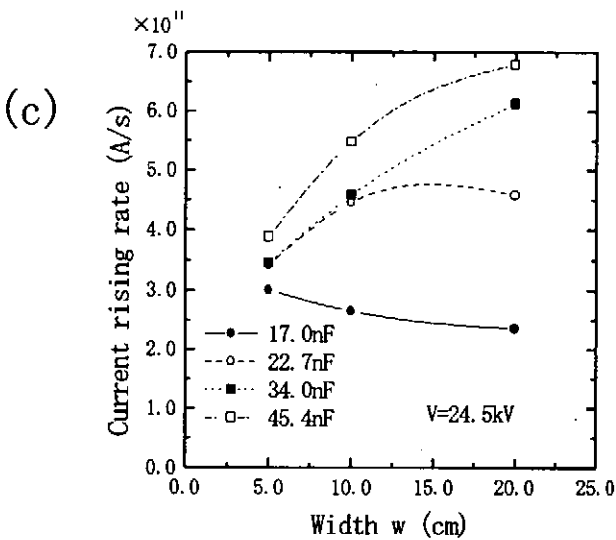 ×10¹¹
(c)
Current rising rate (A/s)
7.0
6.0
5.0
4.0
3.0
2.0
1.0
0.0
17.0nF
22.7nF
34.0nF
45.4nF
V=24.5kV
0.0 5.0 10.0 15.0 20.0 25.0
Width w (cm)